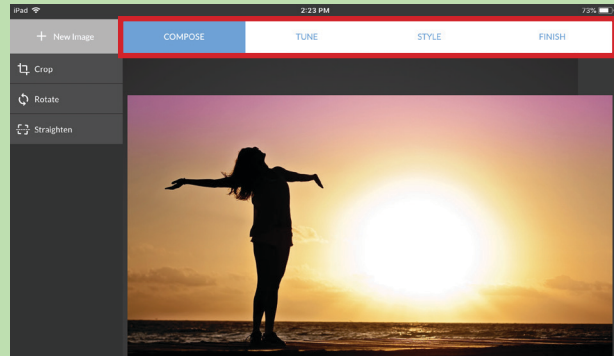 iPad 2:23 PM 73%
+ New Image COMPOSE TUNE STYLE FINISH
Crop
Rotate
Straighten